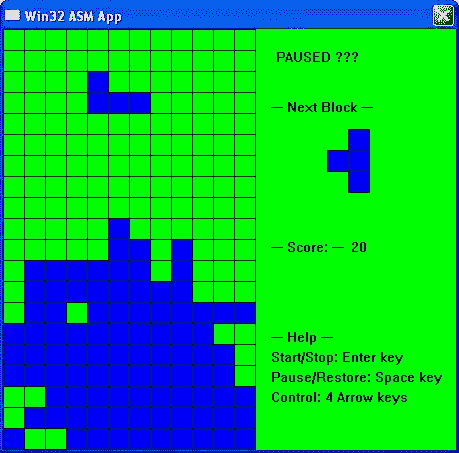 Win32 ASM App
PAUSED ???
— Next Block —
— Score: — 20
— Help —
Start/Stop: Enter key
Pause/Restore: Space key
Control: 4 Arrow keys